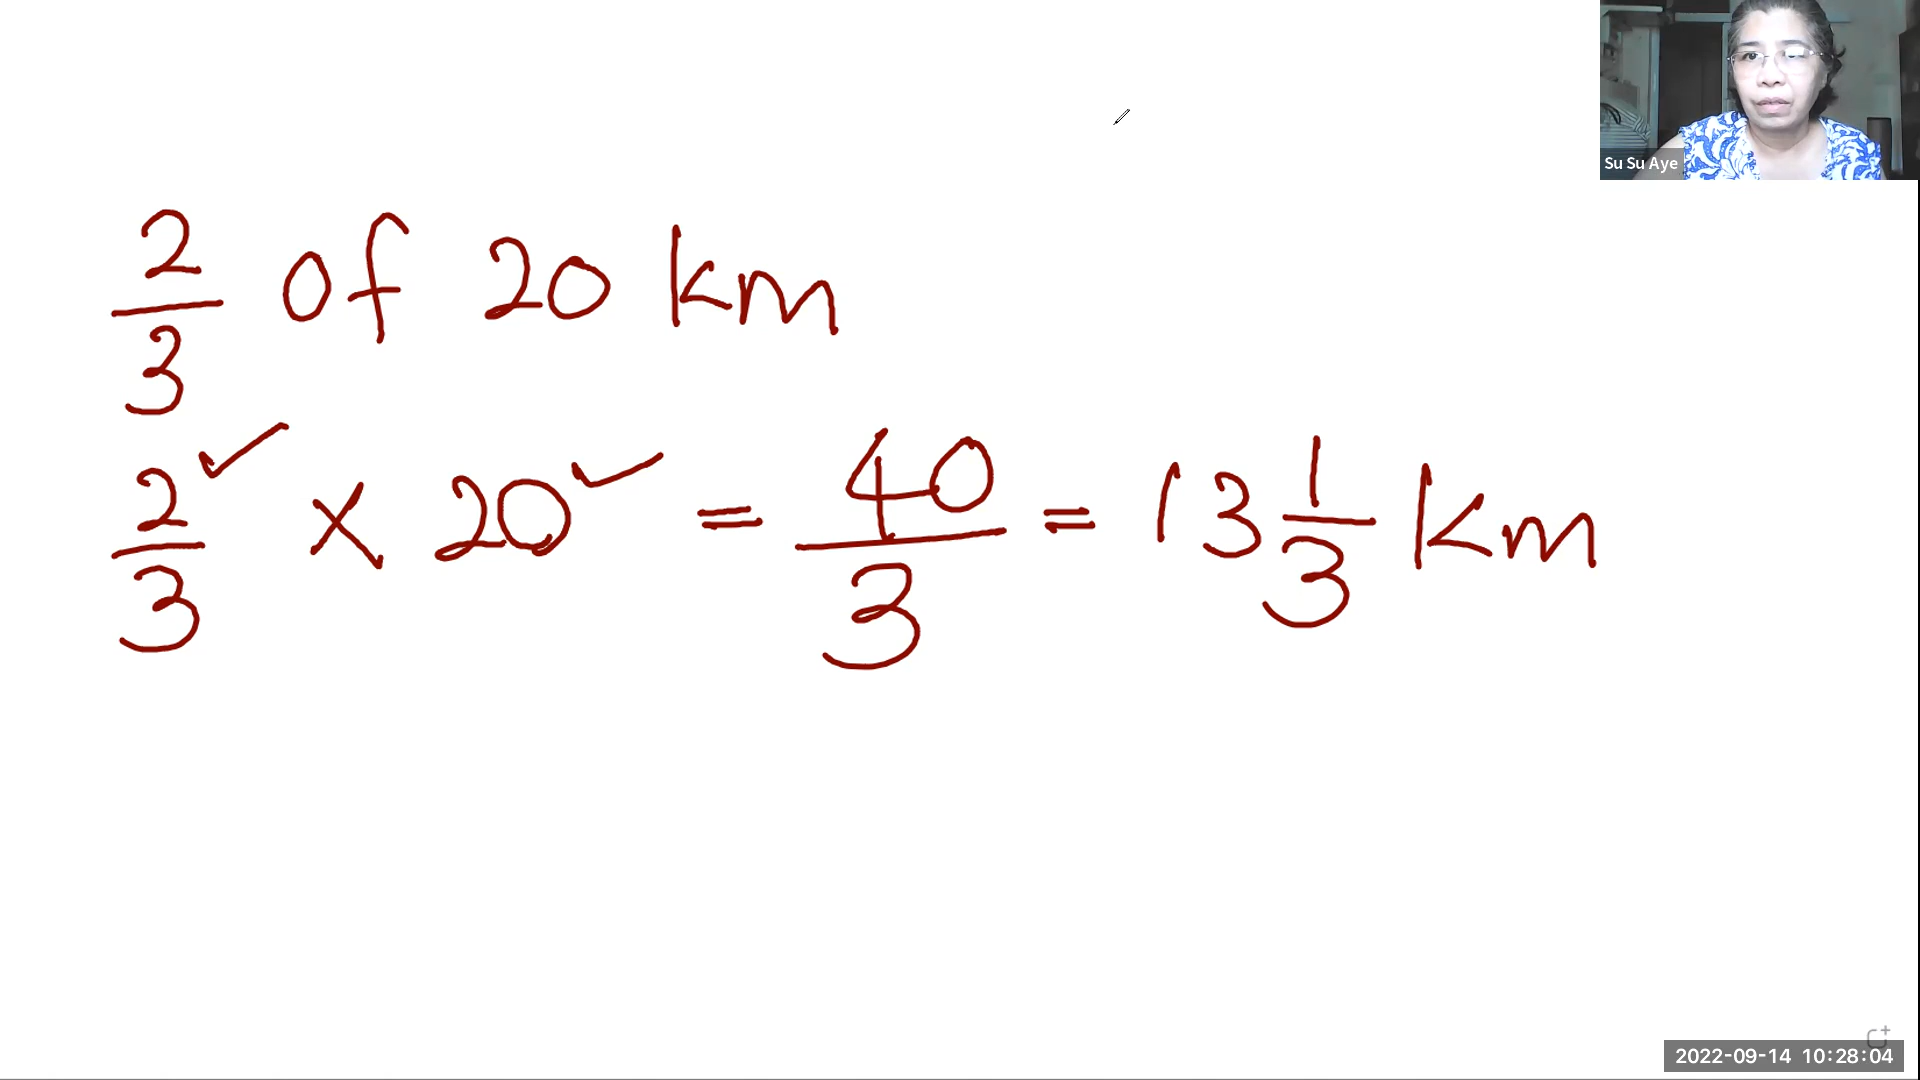 Su Su Aye
2/3 of 20 km
2/3 ✓ × 20 ✓ = 40/3 = 13 1/3 km
2022-09-14 10:28:04